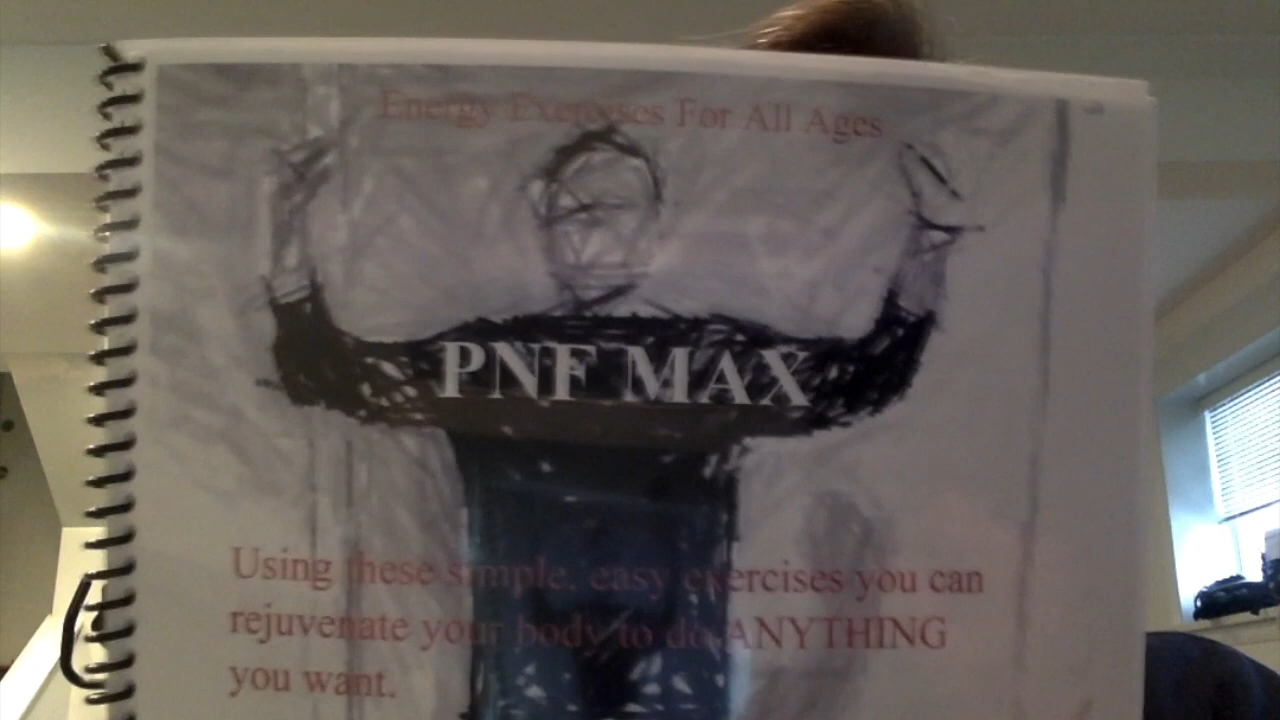 Energy Exercises For All Ages
PNF MAX
Using these simple, easy exercises you can
rejuvenate your body to do ANYTHING
you want.